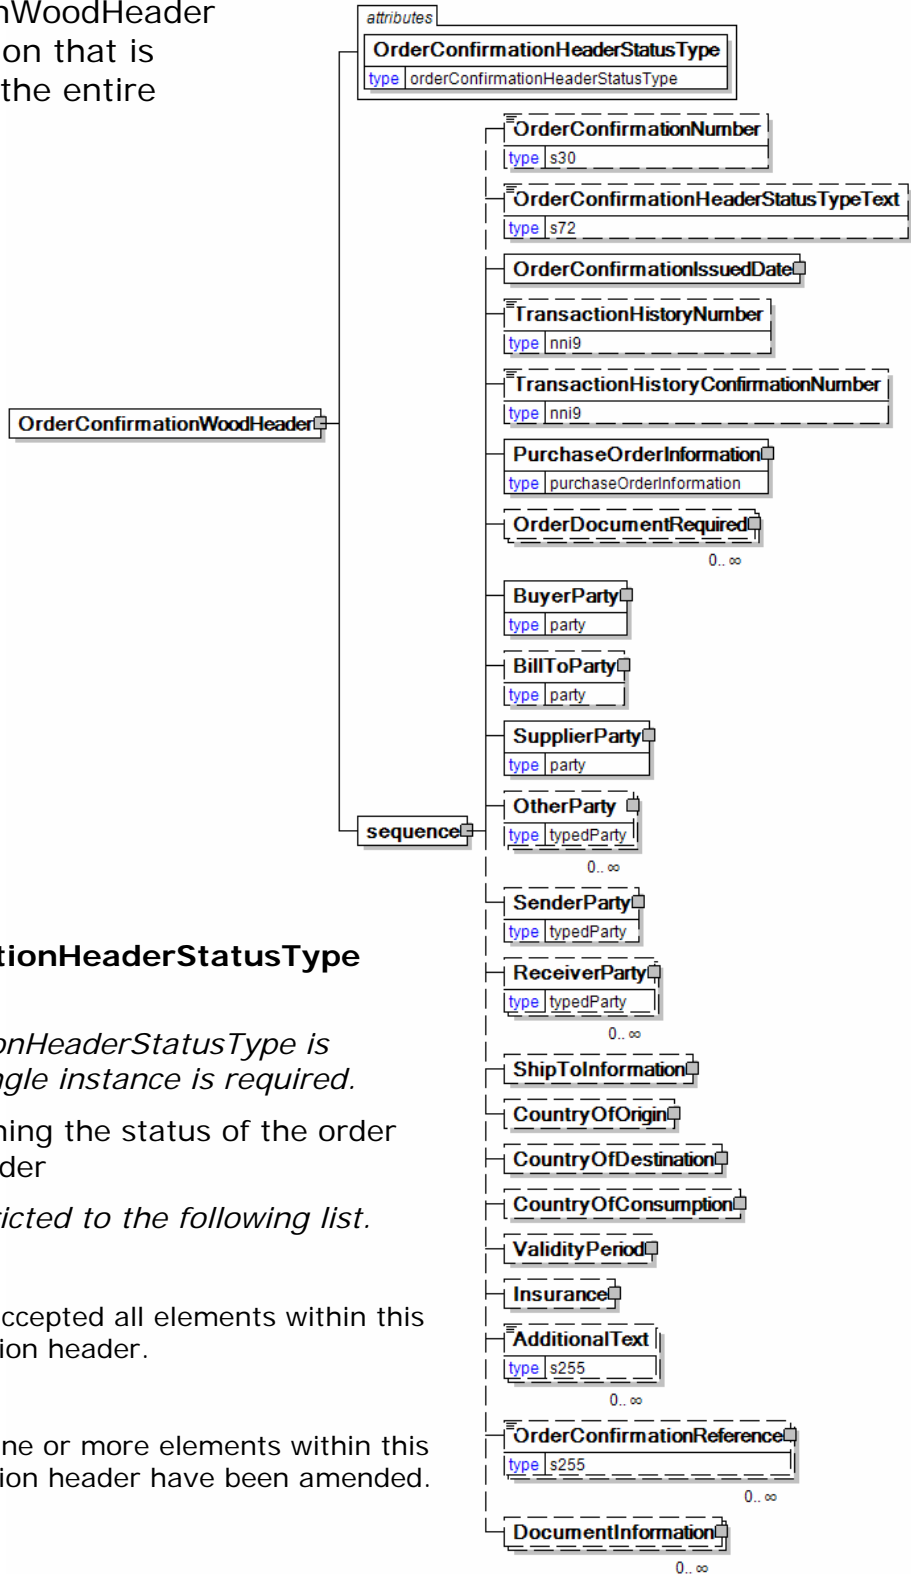 nWoodHeader
on that is
the entire
attributes
OrderConfirmationHeaderStatusType
type orderConfirmationHeaderStatusType
OrderConfirmationNumber
type s30
OrderConfirmationHeaderStatusTypeText
type s72
OrderConfirmationIssuedDate
TransactionHistoryNumber
type nni9
TransactionHistoryConfirmationNumber
type nni9
OrderConfirmationWoodHeader
PurchaseOrderInformation
type purchaseOrderInformation
OrderDocumentRequired
0.. ∞
BuyerParty
type party
BillToParty
type party
SupplierParty
type party
OtherParty
type typedParty
0.. ∞
sequence
SenderParty
type typedParty
ReceiverParty
type typedParty
0.. ∞
ShipToInformation
CountryOfOrigin
CountryOfDestination
CountryOfConsumption
ValidityPeriod
Insurance
AdditionalText
type s255
0.. ∞
OrderConfirmationReference
type s255
0.. ∞
DocumentInformation
0.. ∞
tionHeaderStatusType
onHeaderStatusType is
ngle instance is required.
ning the status of the order
der
icted to the following list.
ccepted all elements within this
ion header.
ne or more elements within this
ion header have been amended.